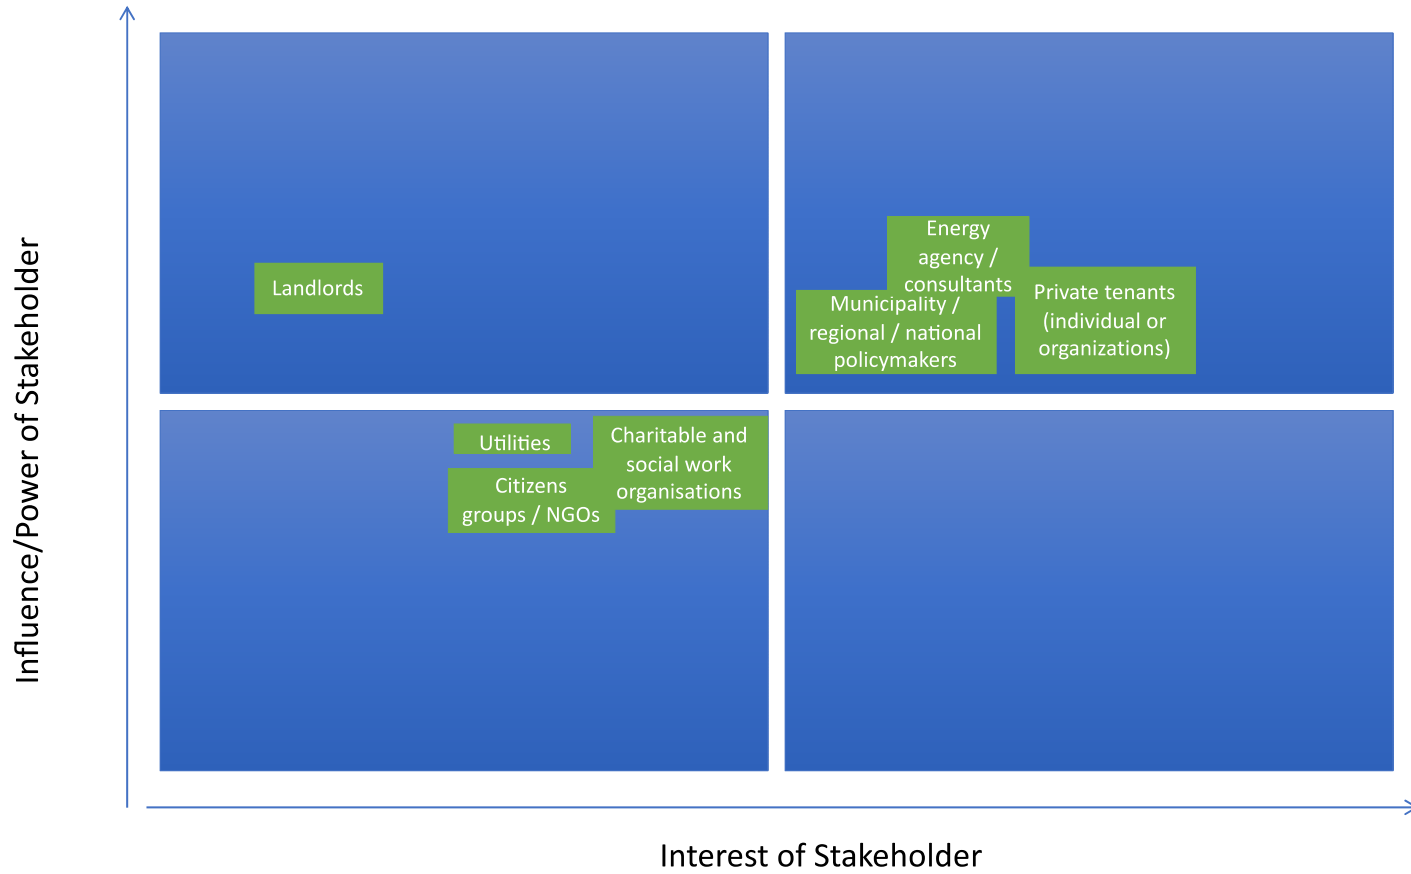 Influence/Power of Stakeholder
Landlords
Energy
agency /
consultants
Municipality /
regional / national
policymakers
Private tenants
(individual or
organizations)
Utilities
Citizens
groups / NGOs
Charitable and
social work
organisations
Interest of Stakeholder